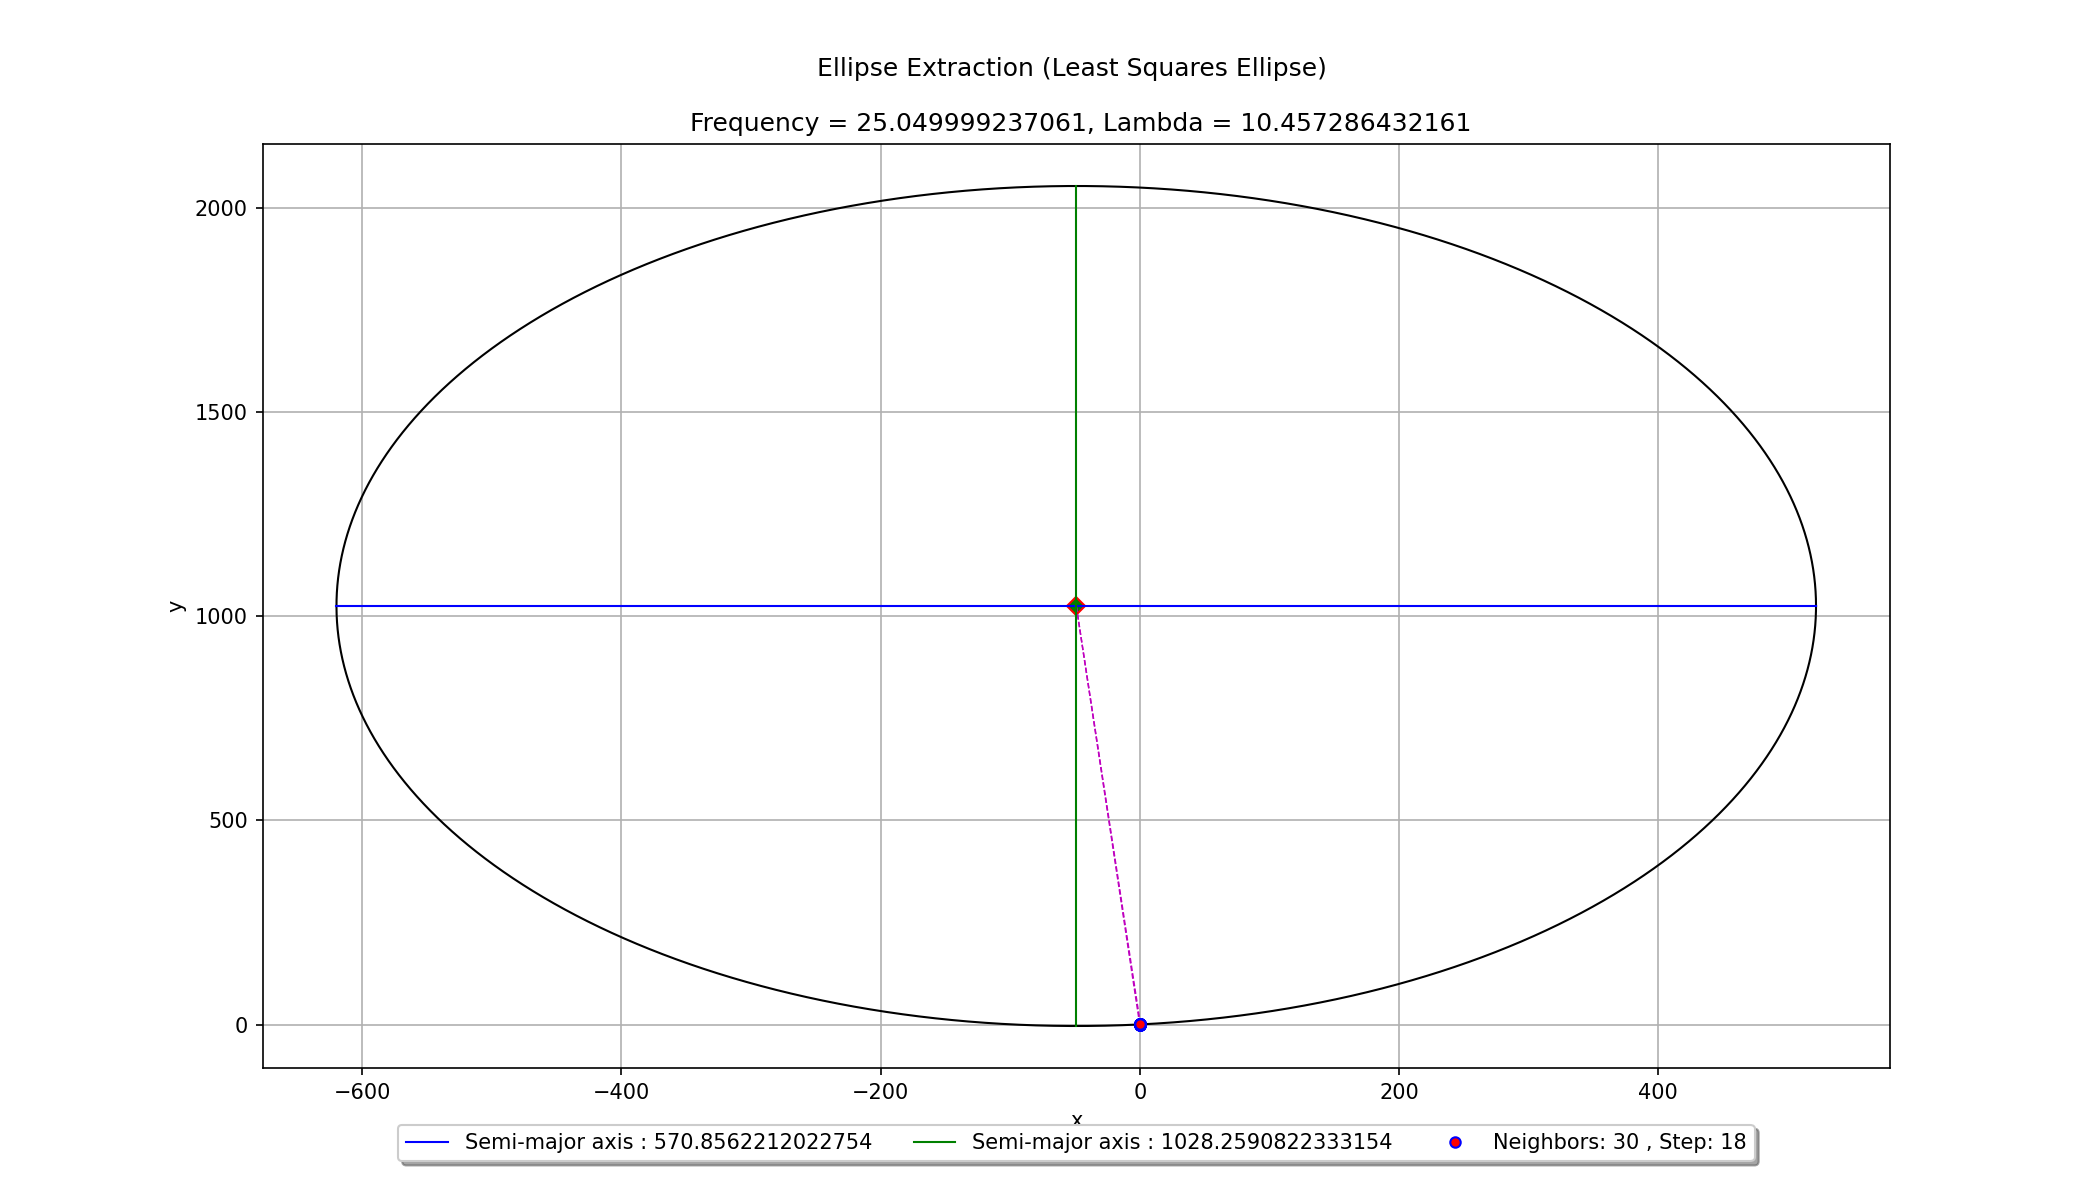 Ellipse Extraction (Least Squares Ellipse)
Frequency = 25.049999237061, Lambda = 10.457286432161
2000
1500
1000
500
0
y
−600 −400 −200 0 200 400
x
Semi-major axis : 570.8562212022754 Semi-major axis : 1028.2590822333154 Neighbors: 30 , Step: 18